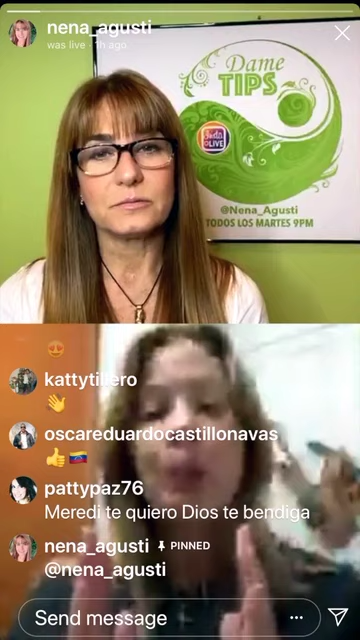 nena_agusti
was live · 1h ago
Dame
TIPS
Insta
LIVE
@Nena_Agusti
TODOS LOS MARTES 9PM
kattytillero
oscareduardocastillonavas
pattypaz76
Meredi te quiero Dios te bendiga
nena_agusti PINNED
@nena_agusti
Send message